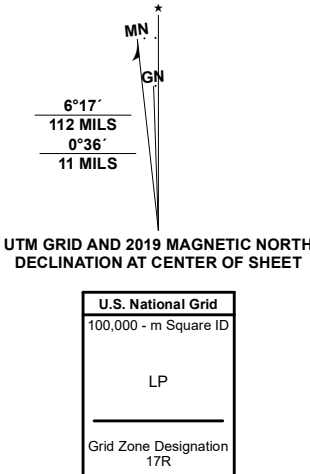 ★
MN
GN
6°17´
112 MILS
0°36´
11 MILS
UTM GRID AND 2019 MAGNETIC NORTH
DECLINATION AT CENTER OF SHEET
U.S. National Grid
100,000 - m Square ID
LP
Grid Zone Designation
17R